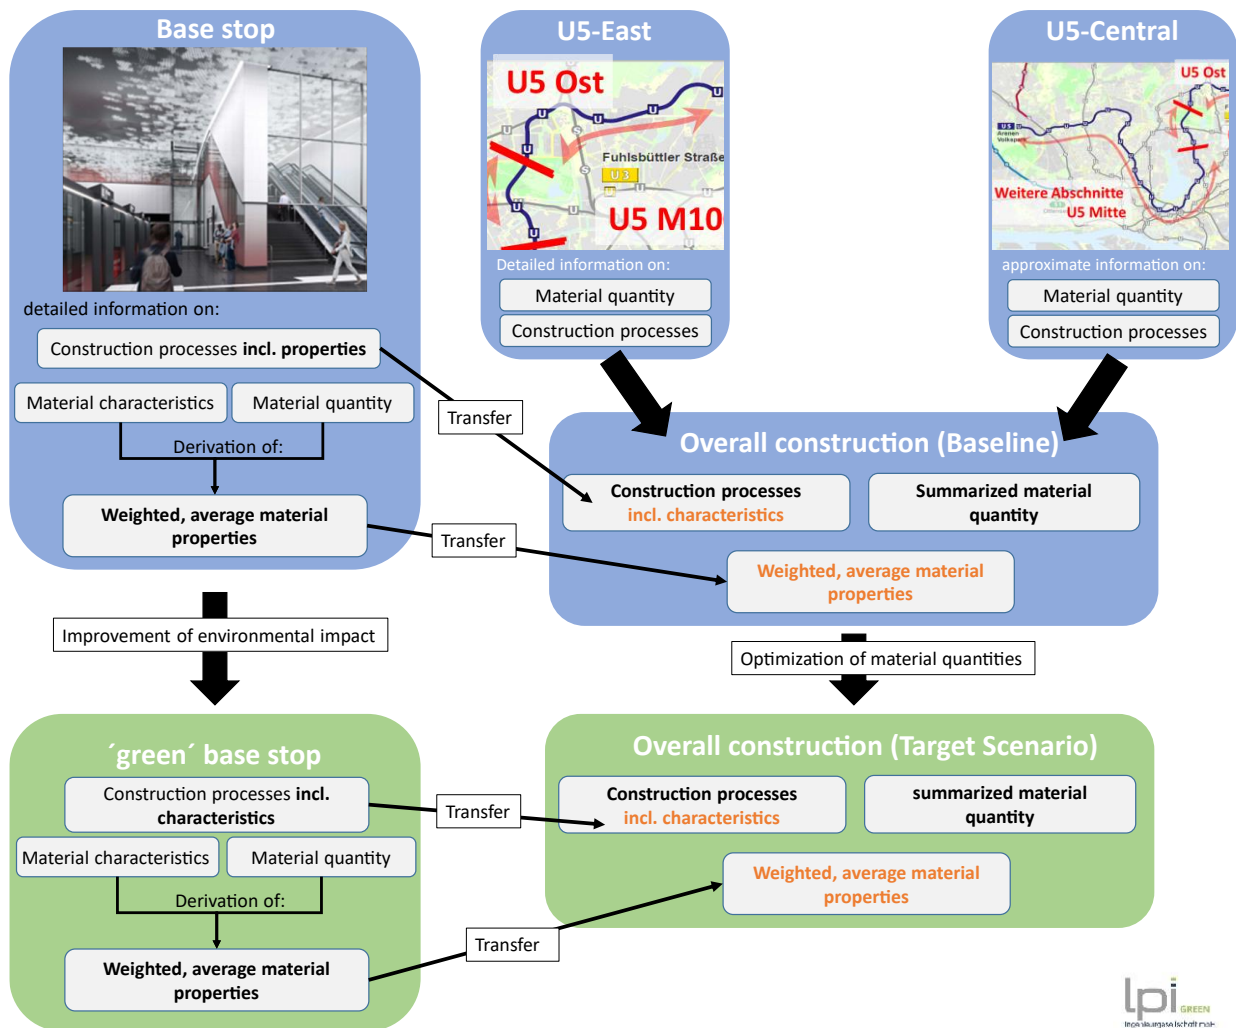 Base stop
detailed information on:
Construction processes incl. properties
Material characteristics
Material quantity
Derivation of:
Weighted, average material
properties
U5-East
U5 Ost
Fuhlsbüttler Straße
U3
U5 M10
Detailed information on:
Material quantity
Construction processes
U5-Central
U5 Ost
U5
Arenen
Weitere Abschnitte
U5 Mitte
approximate information on:
Material quantity
Construction processes
Transfer
Transfer
Overall construction (Baseline)
Construction processes
incl. characteristics
Summarized material
quantity
Weighted, average material
properties
Improvement of environmental impact
Optimization of material quantities
´green´ base stop
Construction processes incl.
characteristics
Material characteristics
Material quantity
Derivation of:
Weighted, average material
properties
Transfer
Transfer
Overall construction (Target Scenario)
Construction processes
incl. characteristics
summarized material
quantity
Weighted, average material
properties
lpi GREEN
Ingenieurgesellschaft mbH